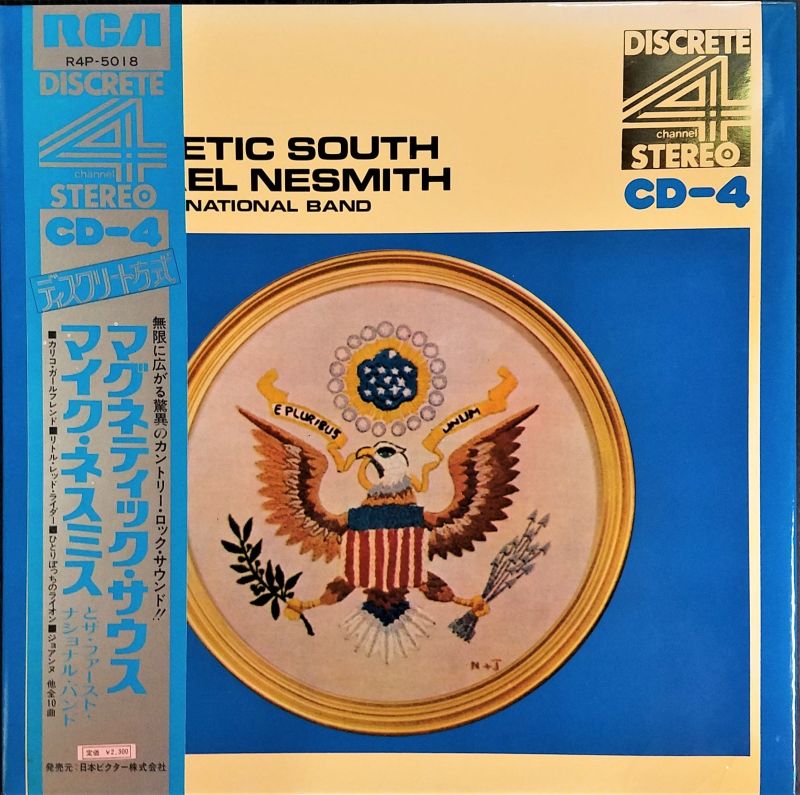 RCA
R4P-5018
DISCRETE
4
channel
STEREO
CD-4
ディスクリート方式
無限に広がる驚異のカントリー・ロック・サウンド!!
マグネティック・サウス
マイク・ネスミス
とザ・ファースト・
ナショナル・バンド
■カリコ・ガールフレンド■リトル・レッド・ライダー■ひとりぼっちのライオン■ジョアンヌ 他全10曲
定価 ¥2,300
発売元:日本ビクター株式会社
ETIC SOUTH
EL NESMITH
NATIONAL BAND
DISCRETE
4
channel
STEREO
CD-4
E PLURIBUS
UNUM
N+J